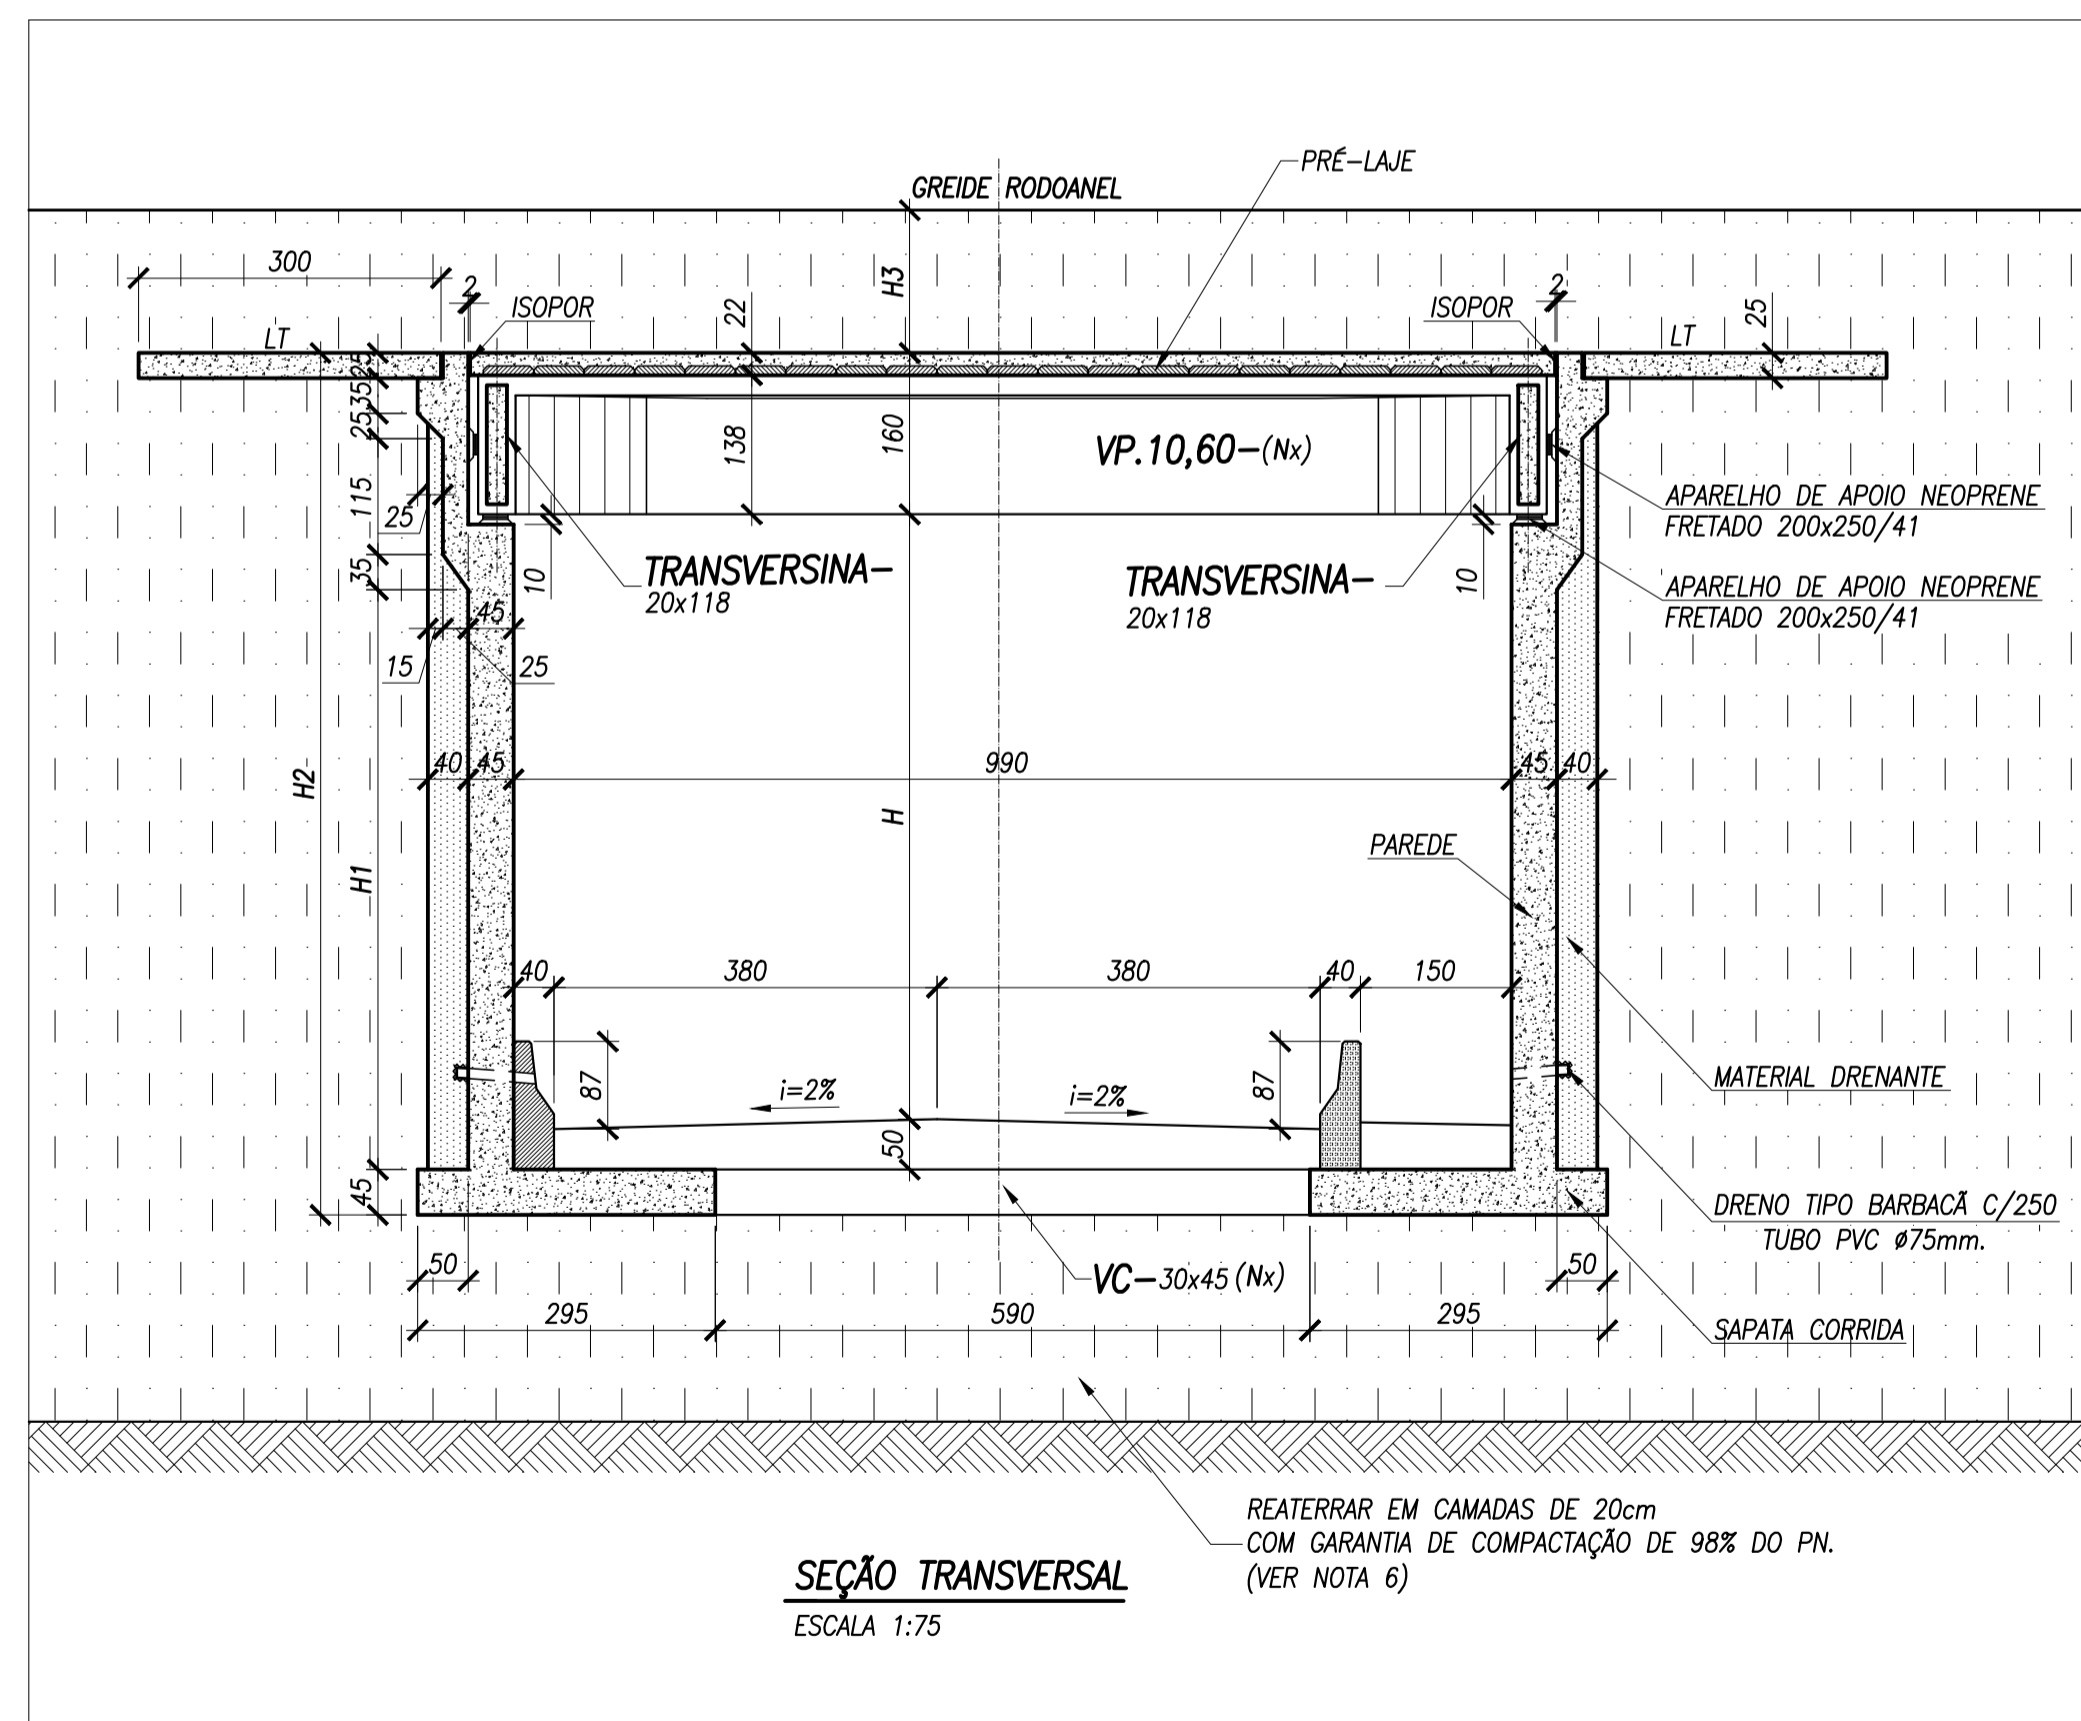 PRÉ-LAJE
GREIDE RODOANEL
300
2
ISOPOR
22
H3
ISOPOR
2
25
LT
LT
25
35
25
138
160
VP.10,60-(Nx)
115
25
APARELHO DE APOIO NEOPRENE
FRETADO 200x250/41
35
10
TRANSVERSINA-
20x118
TRANSVERSINA-
20x118
10
APARELHO DE APOIO NEOPRENE
FRETADO 200x250/41
45
15
25
H2
40
45
990
45
40
H
H1
PAREDE
40
380
380
40
150
87
i=2%
i=2%
87
MATERIAL DRENANTE
50
45
DRENO TIPO BARBACÃ C/250
TUBO PVC ø75mm.
50
VC-30x45 (Nx)
50
295
590
295
SAPATA CORRIDA
REATERRAR EM CAMADAS DE 20cm
COM GARANTIA DE COMPACTAÇÃO DE 98% DO PN.
(VER NOTA 6)
SEÇÃO TRANSVERSAL
ESCALA 1:75